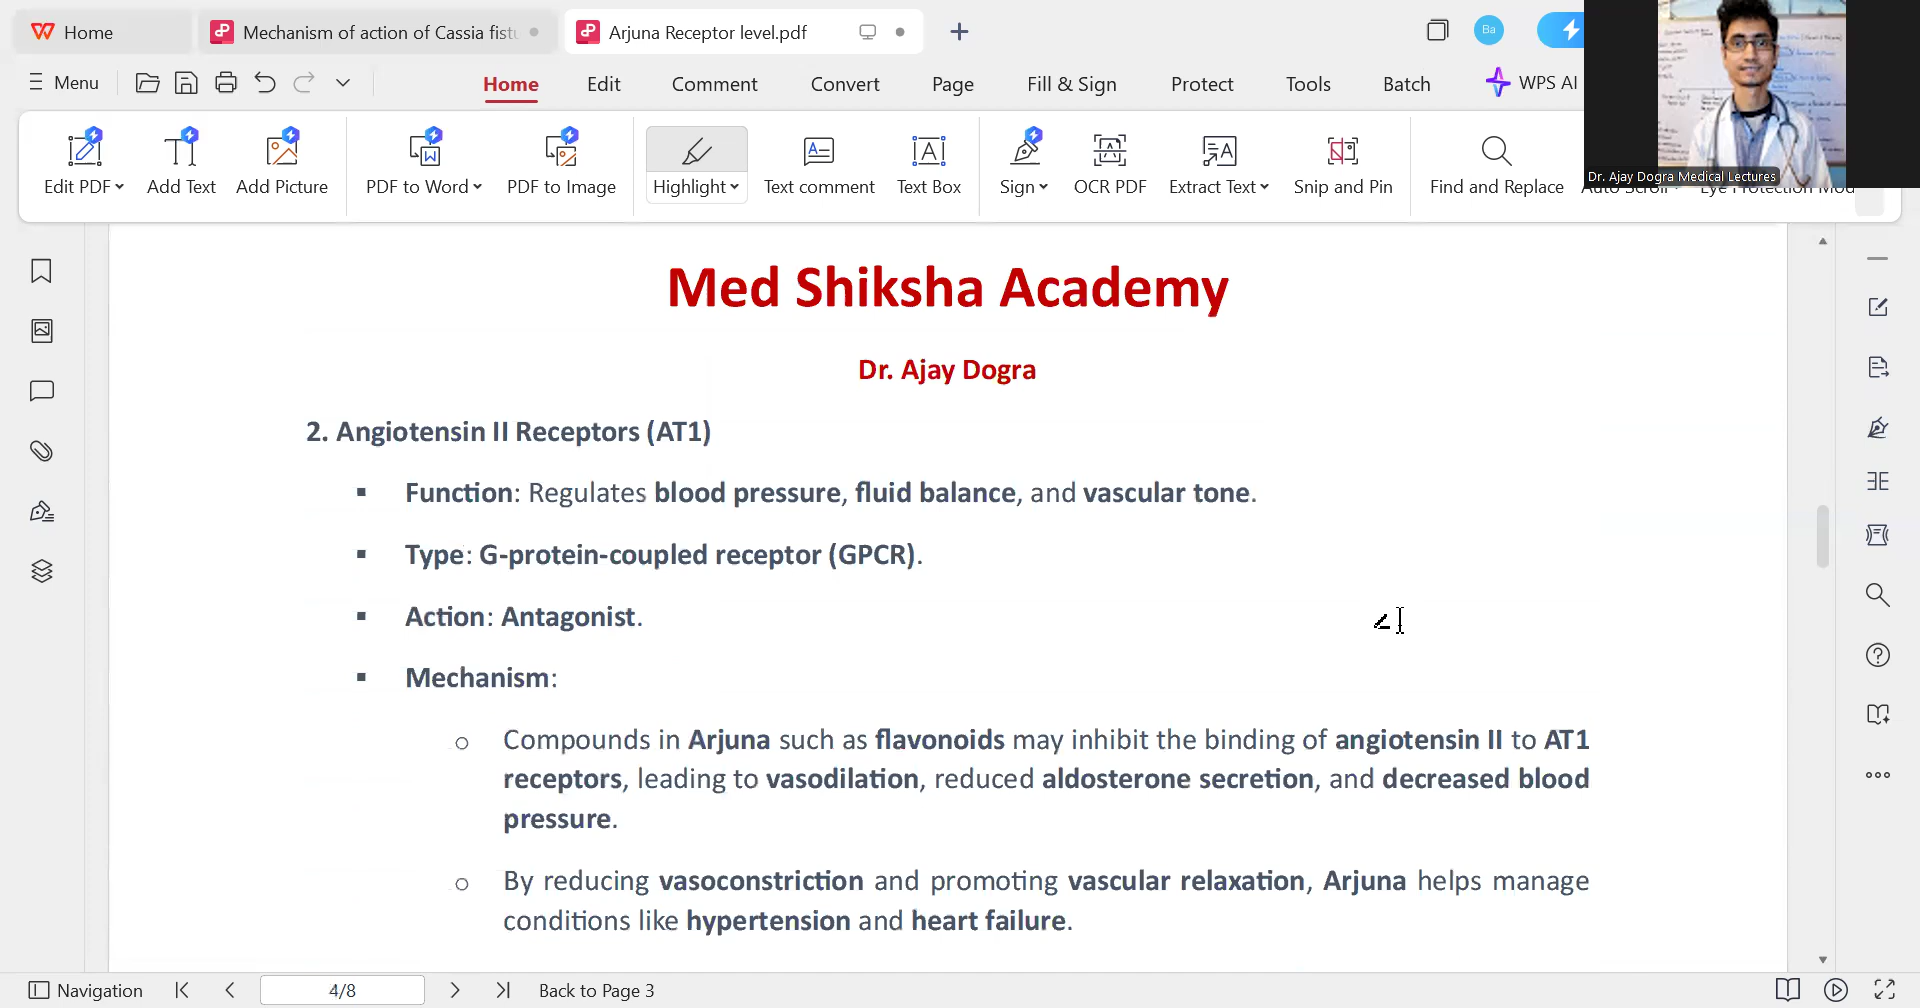 Home
Mechanism of action of Cassia fistu
Arjuna Receptor level.pdf
Ba
Menu
Home
Edit
Comment
Convert
Page
Fill & Sign
Protect
Tools
Batch
WPS AI
Edit PDF
Add Text
Add Picture
PDF to Word
PDF to Image
Highlight
Text comment
Text Box
Sign
OCR PDF
Extract Text
Snip and Pin
Find and Replace
Auto Scroll
Eye Protection Mod
Dr. Ajay Dogra Medical Lectures
Med Shiksha Academy
Dr. Ajay Dogra
2. Angiotensin II Receptors (AT1)
▪ Function: Regulates blood pressure, fluid balance, and vascular tone.
▪ Type: G-protein-coupled receptor (GPCR).
▪ Action: Antagonist.
▪ Mechanism:
o Compounds in Arjuna such as flavonoids may inhibit the binding of angiotensin II to AT1
receptors, leading to vasodilation, reduced aldosterone secretion, and decreased blood
pressure.
o By reducing vasoconstriction and promoting vascular relaxation, Arjuna helps manage
conditions like hypertension and heart failure.
Navigation
4/8
Back to Page 3